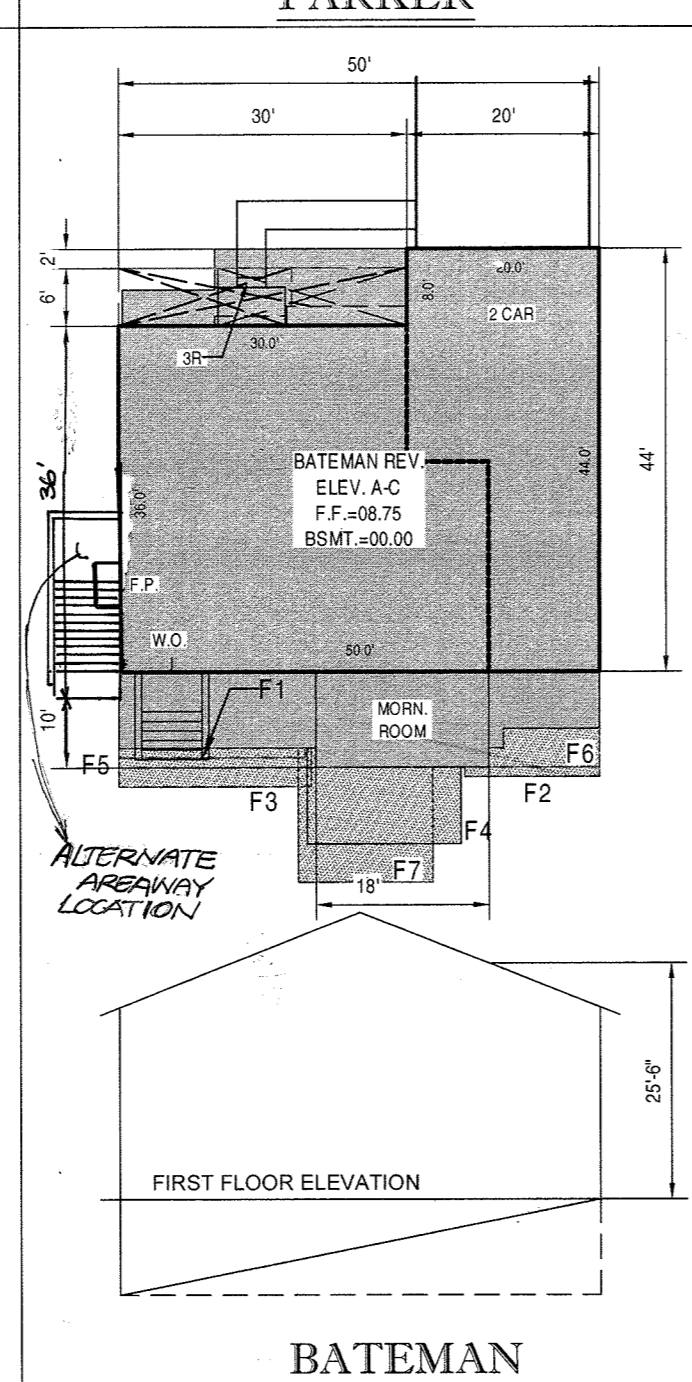 PARKER
50'
30'
20'
2'
6'
20.0'
8.0'
2 CAR
3R
30.0'
36'
36.0'
BATEMAN REV.
ELEV. A-C
F.F.=08.75
BSMT.=00.00
44.0'
44'
F.P.
W.O.
50.0'
F1
MORN.
ROOM
10'
F5
F6
F3
F2
F4
F7
ALTERNATE
AREAWAY
LOCATION
18'
25'-6"
FIRST FLOOR ELEVATION
BATEMAN